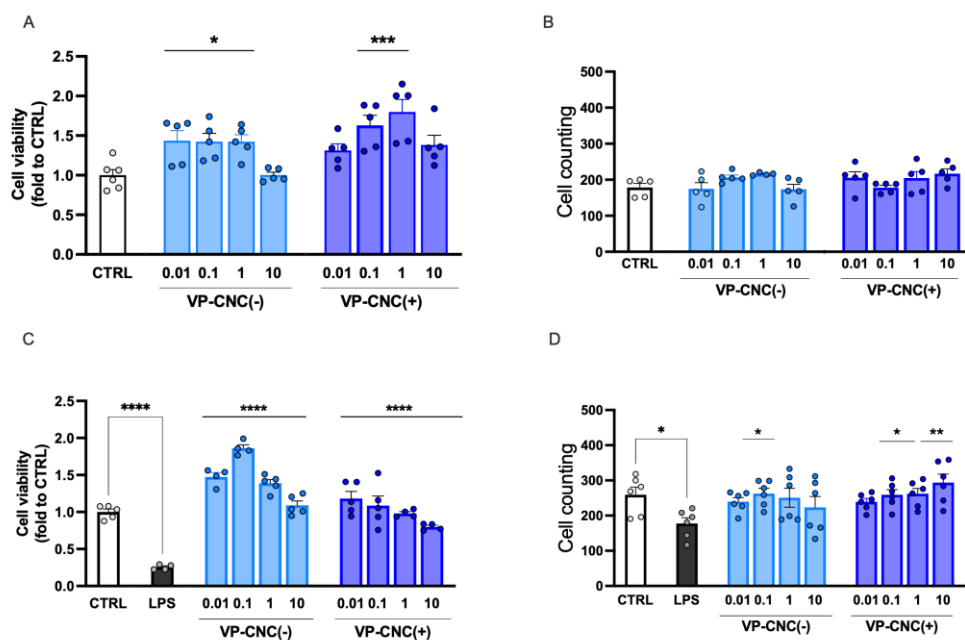 A
* ***
2.5
2.0
1.5
1.0
0.5
0.0
Cell viability
(fold to CTRL)
CTRL 0.01 0.1 1 10 0.01 0.1 1 10
VP-CNC(-) VP-CNC(+)
B
500
400
300
200
100
0
Cell counting
CTRL 0.01 0.1 1 10 0.01 0.1 1 10
VP-CNC(-) VP-CNC(+)
C
**** **** ****
2.5
2.0
1.5
1.0
0.5
0.0
Cell viability
(fold to CTRL)
CTRL LPS 0.01 0.1 1 10 0.01 0.1 1 10
VP-CNC(-) VP-CNC(+)
D
* * * **
500
400
300
200
100
0
Cell counting
CTRL LPS 0.01 0.1 1 10 0.01 0.1 1 10
VP-CNC(-) VP-CNC(+)